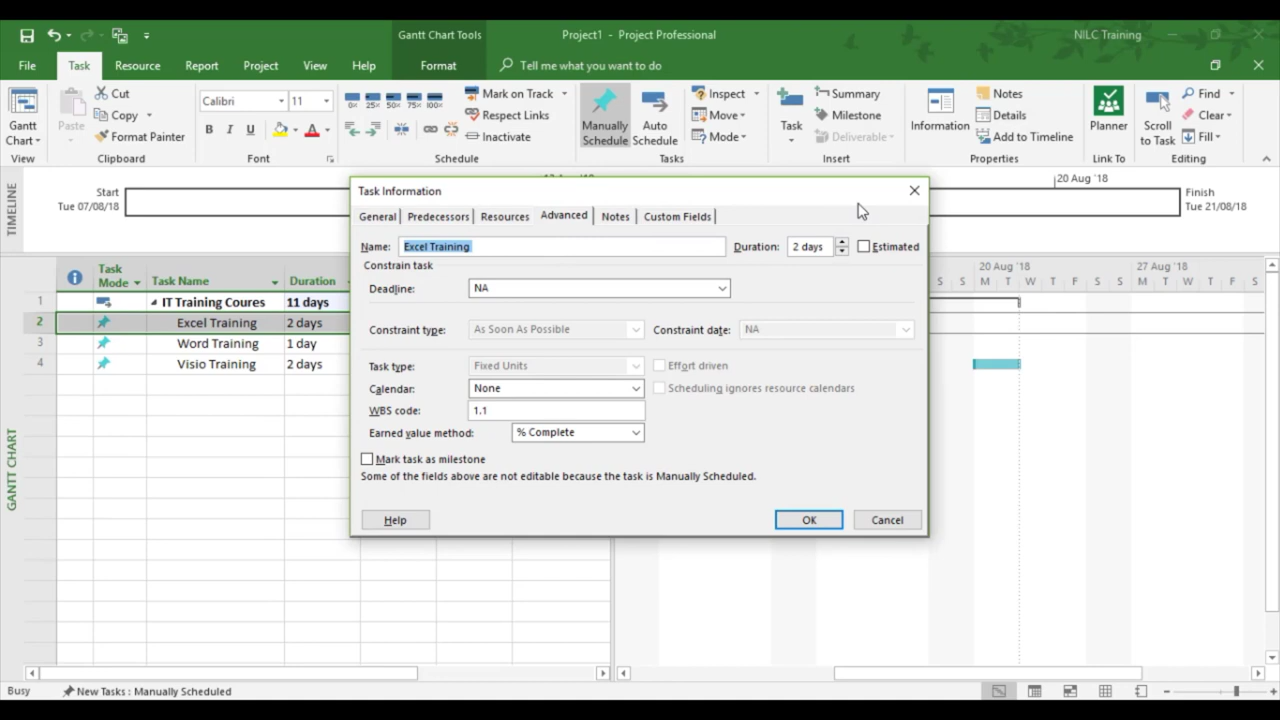 Gantt Chart Tools
Project1 - Project Professional
NILC Training
File Task Resource Report Project View Help Format Tell me what you want to do
Gantt Chart
View
Paste
Cut
Copy
Format Painter
Clipboard
Calibri 11
B I U
Font
0% 25% 50% 75% 100%
Mark on Track
Respect Links
Inactivate
Schedule
Manually Schedule
Auto Schedule
Inspect
Move
Mode
Tasks
Task
Summary
Milestone
Deliverable
Insert
Information
Notes
Details
Add to Timeline
Properties
Planner
Link To
Scroll to Task
Find
Clear
Fill
Editing
TIMELINE
Start
Tue 07/08/18
20 Aug '18
Finish
Tue 21/08/18
Task Information
General Predecessors Resources Advanced Notes Custom Fields
Name: Excel Training Duration: 2 days Estimated
Constrain task
Deadline: NA
Constraint type: As Soon As Possible Constraint date: NA
Task type: Fixed Units Effort driven
Calendar: None Scheduling ignores resource calendars
WBS code: 1.1
Earned value method: % Complete
Mark task as milestone
Some of the fields above are not editable because the task is Manually Scheduled.
Help OK Cancel
GANTT CHART
Task Mode Task Name Duration
1 IT Training Coures 11 days
2 Excel Training 2 days
3 Word Training 1 day
4 Visio Training 2 days
20 Aug '18 27 Aug '18
S S M T W T F S S M T W T F S
Busy New Tasks : Manually Scheduled